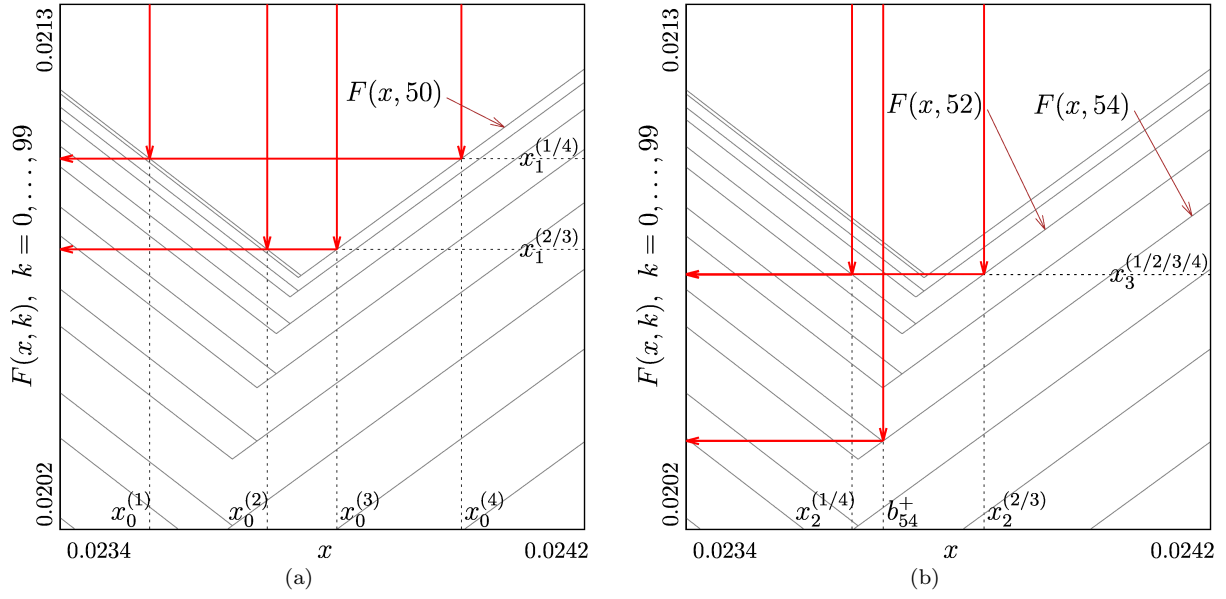 0.0213
F(x, 50)
x_1^{(1/4)}
x_1^{(2/3)}
F(x, k), k = 0, . . . , 99
0.0202
x_0^{(1)} x_0^{(2)} x_0^{(3)} x_0^{(4)}
0.0234 x 0.0242
(a)
0.0213
F(x, 52) F(x, 54)
x_3^{(1/2/3/4)}
F(x, k), k = 0, . . . , 99
0.0202
x_2^{(1/4)} b_{54}^+ x_2^{(2/3)}
0.0234 x 0.0242
(b)